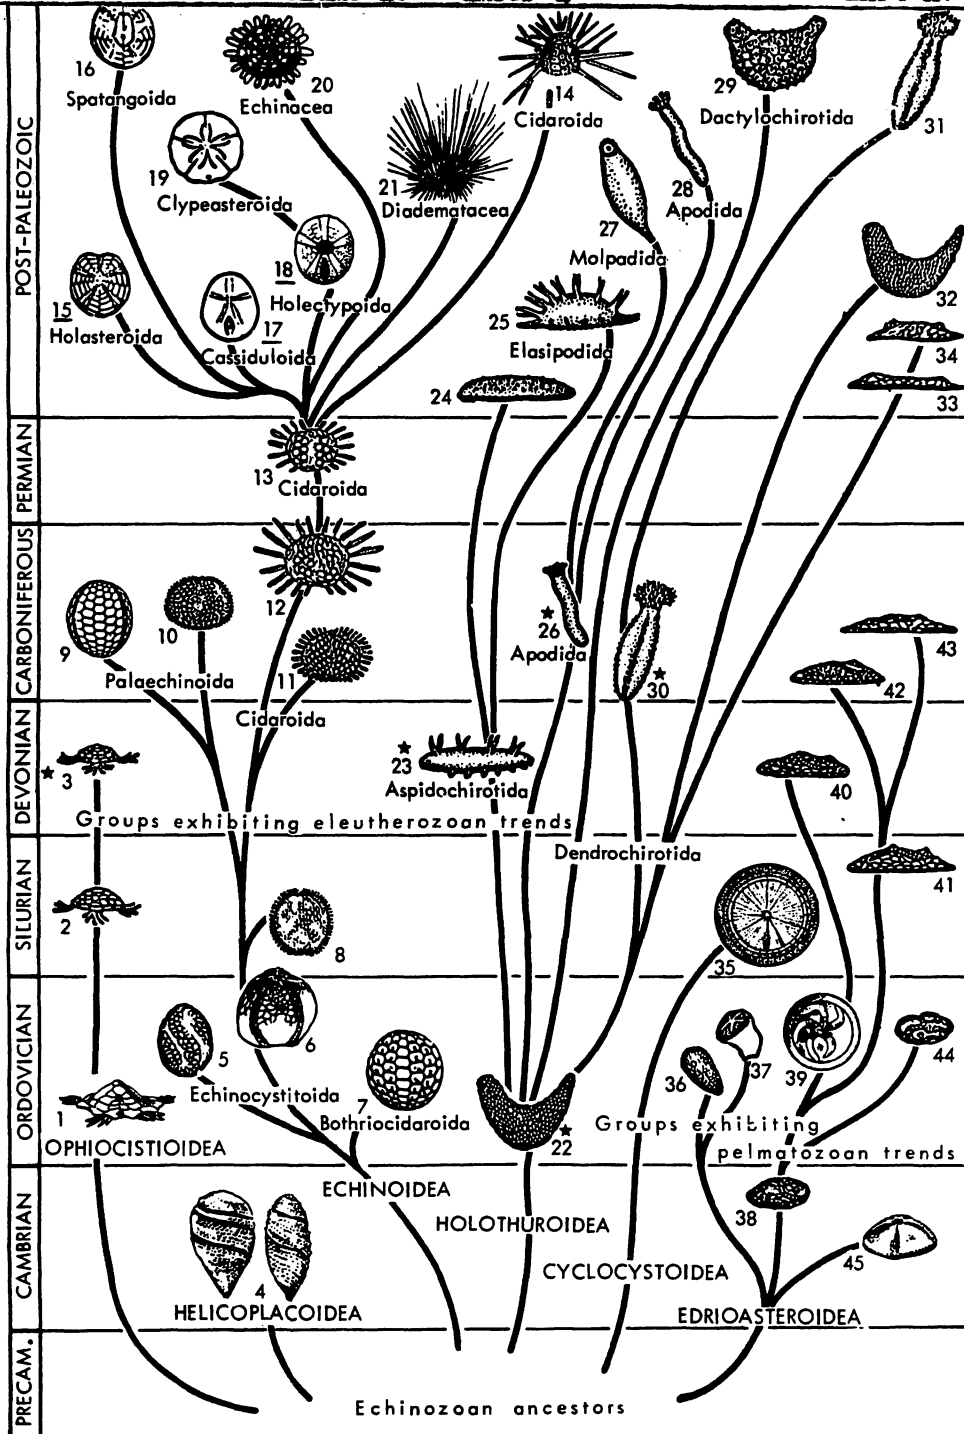 POST-PALEOZOIC
16
Spatangoida
20
Echinacea
14
Cidaroida
29
Dactylochirotida
31
19
Clypeasteroida
21
Diadematacea
28
Apodida
27
Molpadida
18
Holectypoida
15
Holasteroida
17
Cassiduloida
25
Elasipodida
24
32
34
33
PERMIAN
13
Cidaroida
CARBONIFEROUS
12
9
10
Palaechinoida
11
Cidaroida
★
26
Apodida
30
★
43
42
DEVONIAN
★ 3
★
23
Aspidochirotida
40
Groups exhibiting eleutherozoan trends
SILURIAN
Dendrochirotida
41
2
8
35
ORDOVICIAN
5
6
Echinocystitoida
7
Bothriocidaroida
1
OPHIOCISTIOIDEA
★
22
36
37
39
44
Groups exhibiting
pelmatozoan trends
CAMBRIAN
ECHINOIDEA
HOLOTHUROIDEA
38
45
CYCLOCYSTOIDEA
4
HELICOPLACOIDEA
EDRIOASTEROIDEA
PRECAM.
Echinozoan ancestors